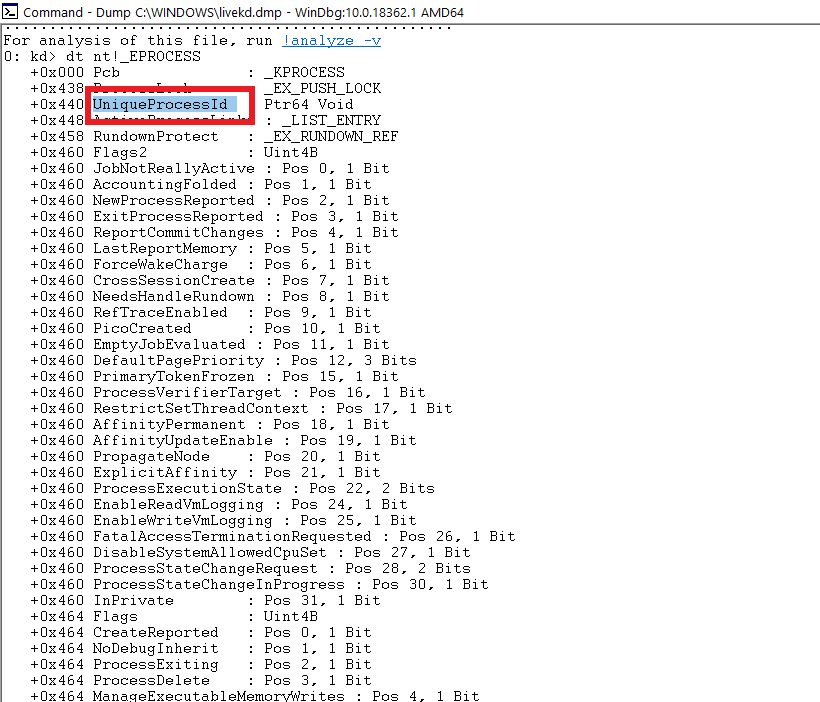 Command - Dump C:\WINDOWS\livekd.dmp - WinDbg:10.0.18362.1 AMD64
..................................................
For analysis of this file, run !analyze -v
0: kd> dt nt!_EPROCESS
+0x000 Pcb : _KPROCESS
+0x438 : _EX_PUSH_LOCK
+0x440 UniqueProcessId Ptr64 Void
+0x448 : _LIST_ENTRY
+0x458 RundownProtect : _EX_RUNDOWN_REF
+0x460 Flags2 : Uint4B
+0x460 JobNotReallyActive : Pos 0, 1 Bit
+0x460 AccountingFolded : Pos 1, 1 Bit
+0x460 NewProcessReported : Pos 2, 1 Bit
+0x460 ExitProcessReported : Pos 3, 1 Bit
+0x460 ReportCommitChanges : Pos 4, 1 Bit
+0x460 LastReportMemory : Pos 5, 1 Bit
+0x460 ForceWakeCharge : Pos 6, 1 Bit
+0x460 CrossSessionCreate : Pos 7, 1 Bit
+0x460 NeedsHandleRundown : Pos 8, 1 Bit
+0x460 RefTraceEnabled : Pos 9, 1 Bit
+0x460 PicoCreated : Pos 10, 1 Bit
+0x460 EmptyJobEvaluated : Pos 11, 1 Bit
+0x460 DefaultPagePriority : Pos 12, 3 Bits
+0x460 PrimaryTokenFrozen : Pos 15, 1 Bit
+0x460 ProcessVerifierTarget : Pos 16, 1 Bit
+0x460 RestrictSetThreadContext : Pos 17, 1 Bit
+0x460 AffinityPermanent : Pos 18, 1 Bit
+0x460 AffinityUpdateEnable : Pos 19, 1 Bit
+0x460 PropagateNode : Pos 20, 1 Bit
+0x460 ExplicitAffinity : Pos 21, 1 Bit
+0x460 ProcessExecutionState : Pos 22, 2 Bits
+0x460 EnableReadVmLogging : Pos 24, 1 Bit
+0x460 EnableWriteVmLogging : Pos 25, 1 Bit
+0x460 FatalAccessTerminationRequested : Pos 26, 1 Bit
+0x460 DisableSystemAllowedCpuSet : Pos 27, 1 Bit
+0x460 ProcessStateChangeRequest : Pos 28, 2 Bits
+0x460 ProcessStateChangeInProgress : Pos 30, 1 Bit
+0x460 InPrivate : Pos 31, 1 Bit
+0x464 Flags : Uint4B
+0x464 CreateReported : Pos 0, 1 Bit
+0x464 NoDebugInherit : Pos 1, 1 Bit
+0x464 ProcessExiting : Pos 2, 1 Bit
+0x464 ProcessDelete : Pos 3, 1 Bit
+0x464 ManageExecutableMemoryWrites : Pos 4, 1 Bit